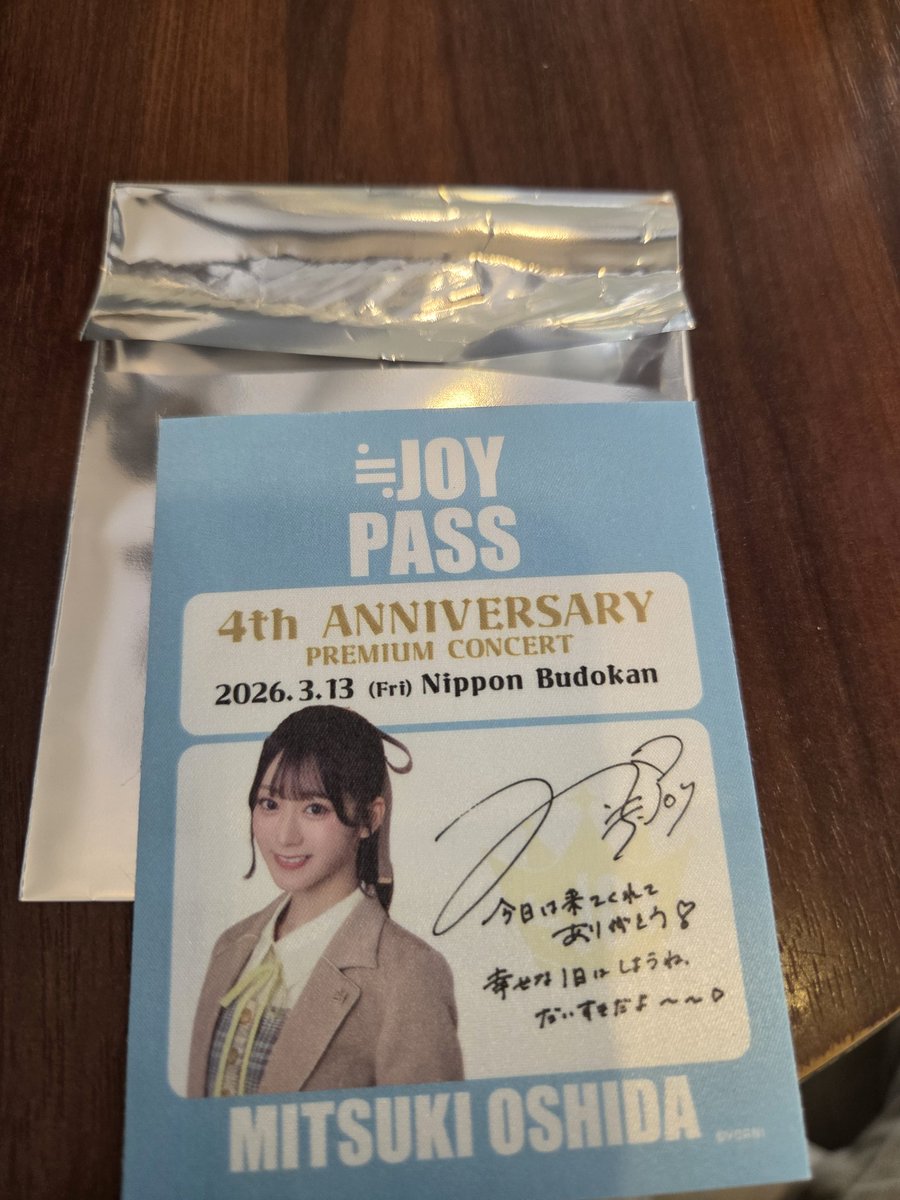 ≒JOY
PASS
4th ANNIVERSARY
PREMIUM CONCERT
2026.3.13 (Fri) Nippon Budokan
≒JOY
今日は来てくれて
ありがとう♡
幸せな1日にしようね、
だいすきだよ〜〜♡
MITSUKI OSHIDA